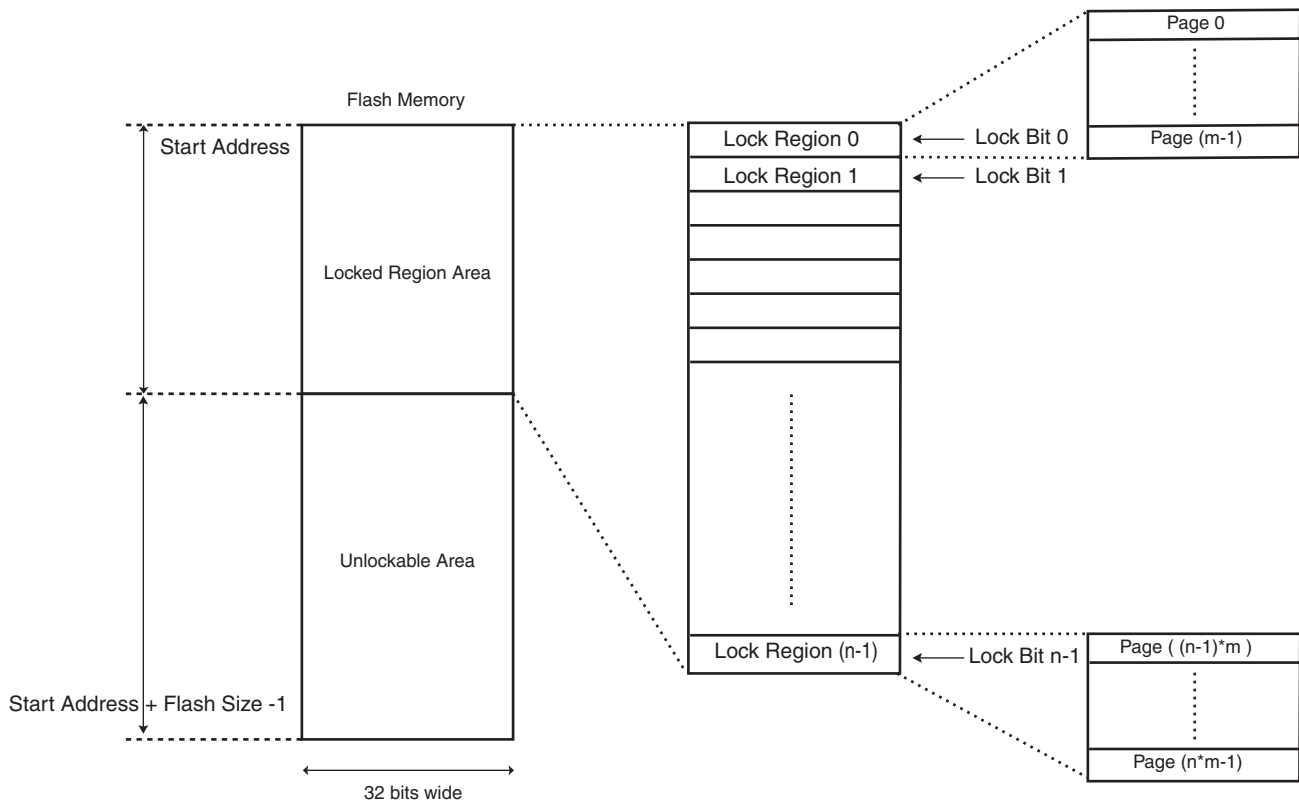 Page 0
Flash Memory
Start Address
Lock Region 0
Lock Bit 0
Page (m-1)
Lock Region 1
Lock Bit 1
Locked Region Area
Unlockable Area
Lock Region (n-1)
Lock Bit n-1
Page ( (n-1)*m )
Start Address + Flash Size -1
Page (n*m-1)
32 bits wide